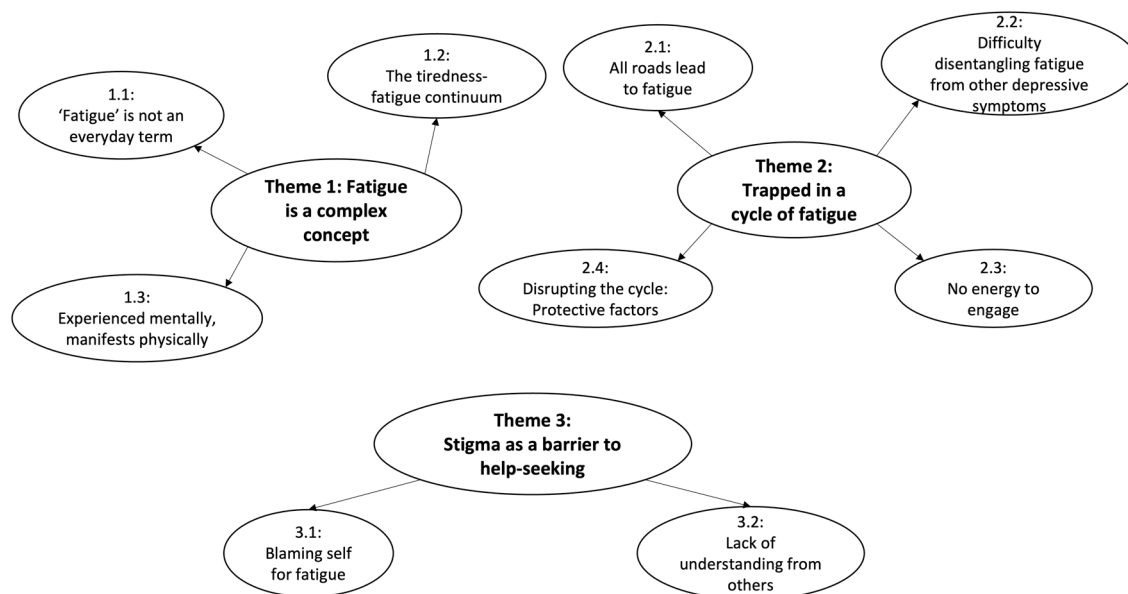 Theme 1: Fatigue
is a complex
concept
1.1:
‘Fatigue’ is not an
everyday term
1.2:
The tiredness-
fatigue continuum
1.3:
Experienced mentally,
manifests physically
Theme 2:
Trapped in a
cycle of fatigue
2.1:
All roads lead
to fatigue
2.2:
Difficulty
disentangling fatigue
from other depressive
symptoms
2.3:
No energy to
engage
2.4:
Disrupting the cycle:
Protective factors
Theme 3:
Stigma as a barrier to
help-seeking
3.1:
Blaming self
for fatigue
3.2:
Lack of
understanding from
others